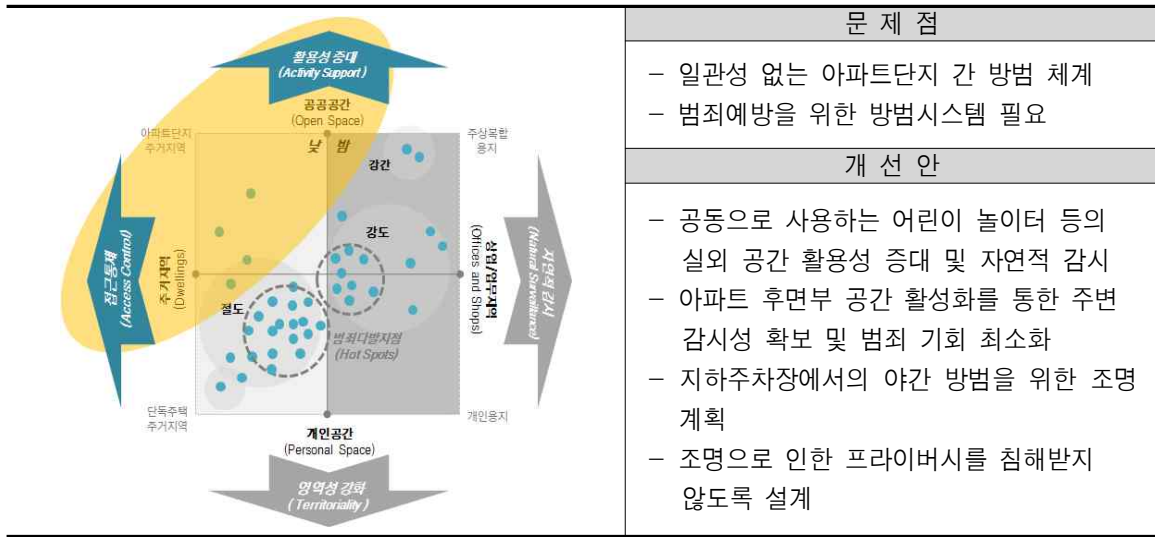 활용성 증대
(Activity Support)
공공공간
(Open Space)
아파트단지
주거지역
주상복합
용지
낮 밤
강간
강도
절도
범죄다발지점
(Hot Spots)
접근통제
(Access Control)
주거지역
(Dwellings)
상업/업무지역
(Offices and Shops)
자연적 감시
(Natural Surveillance)
단독주택
주거지역
개인용지
개인공간
(Personal Space)
영역성 강화
(Territoriality)
문 제 점
– 일관성 없는 아파트단지 간 방범 체계
– 범죄예방을 위한 방범시스템 필요
개 선 안
– 공동으로 사용하는 어린이 놀이터 등의
실외 공간 활용성 증대 및 자연적 감시
– 아파트 후면부 공간 활성화를 통한 주변
감시성 확보 및 범죄 기회 최소화
– 지하주차장에서의 야간 방범을 위한 조명
계획
– 조명으로 인한 프라이버시를 침해받지
않도록 설계